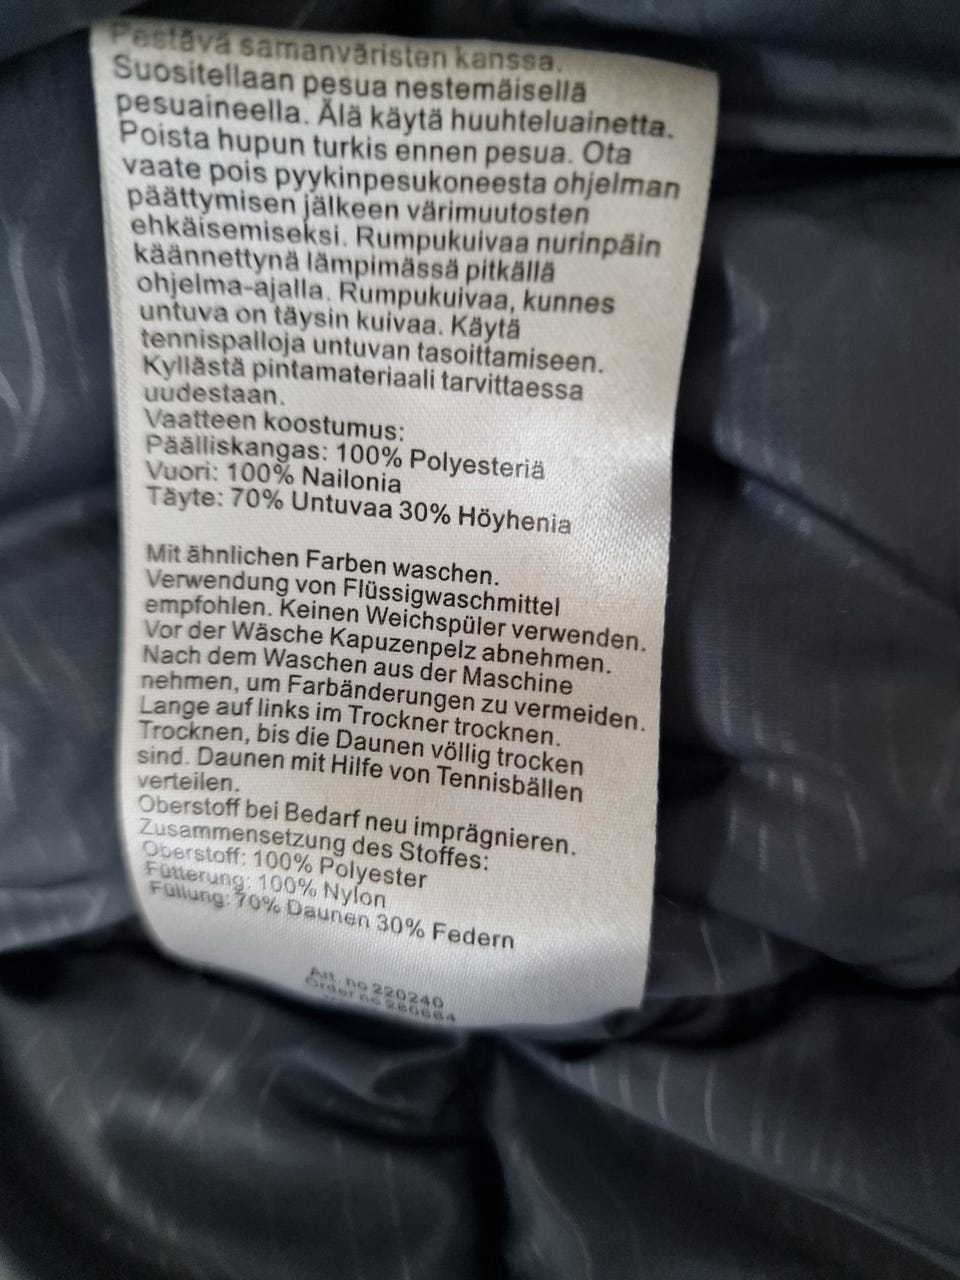 Pestävä samanväristen kanssa.
Suositellaan pesua nestemäisellä
pesuaineella. Älä käytä huuhteluainetta.
Poista hupun turkis ennen pesua. Ota
vaate pois pyykinpesukoneesta ohjelman
päättymisen jälkeen värimuutosten
ehkäisemiseksi. Rumpukuivaa nurinpäin
käännettynä lämpimässä pitkällä
ohjelma-ajalla. Rumpukuivaa, kunnes
untuva on täysin kuivaa. Käytä
tennispalloja untuvan tasoittamiseen.
Kyllästä pintamateriaali tarvittaessa
uudestaan.
Vaatteen koostumus:
Päälliskangas: 100% Polyesteriä
Vuori: 100% Nailonia
Täyte: 70% Untuvaa 30% Höyhenia
Mit ähnlichen Farben waschen.
Verwendung von Flüssigwaschmittel
empfohlen. Keinen Weichspüler verwenden.
Vor der Wäsche Kapuzenpelz abnehmen.
Nach dem Waschen aus der Maschine
nehmen, um Farbänderungen zu vermeiden.
Lange auf links im Trockner trocknen.
Trocknen, bis die Daunen völlig trocken
sind. Daunen mit Hilfe von Tennisbällen
verteilen.
Oberstoff bei Bedarf neu imprägnieren.
Zusammensetzung des Stoffes:
Oberstoff: 100% Polyester
Fütterung: 100% Nylon
Füllung: 70% Daunen 30% Federn
Art. no 220240
Order no